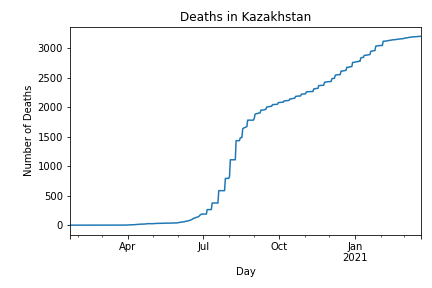 Deaths in Kazakhstan
Number of Deaths
3000
2500
2000
1500
1000
500
0
Apr
Jul
Oct
Jan
2021
Day